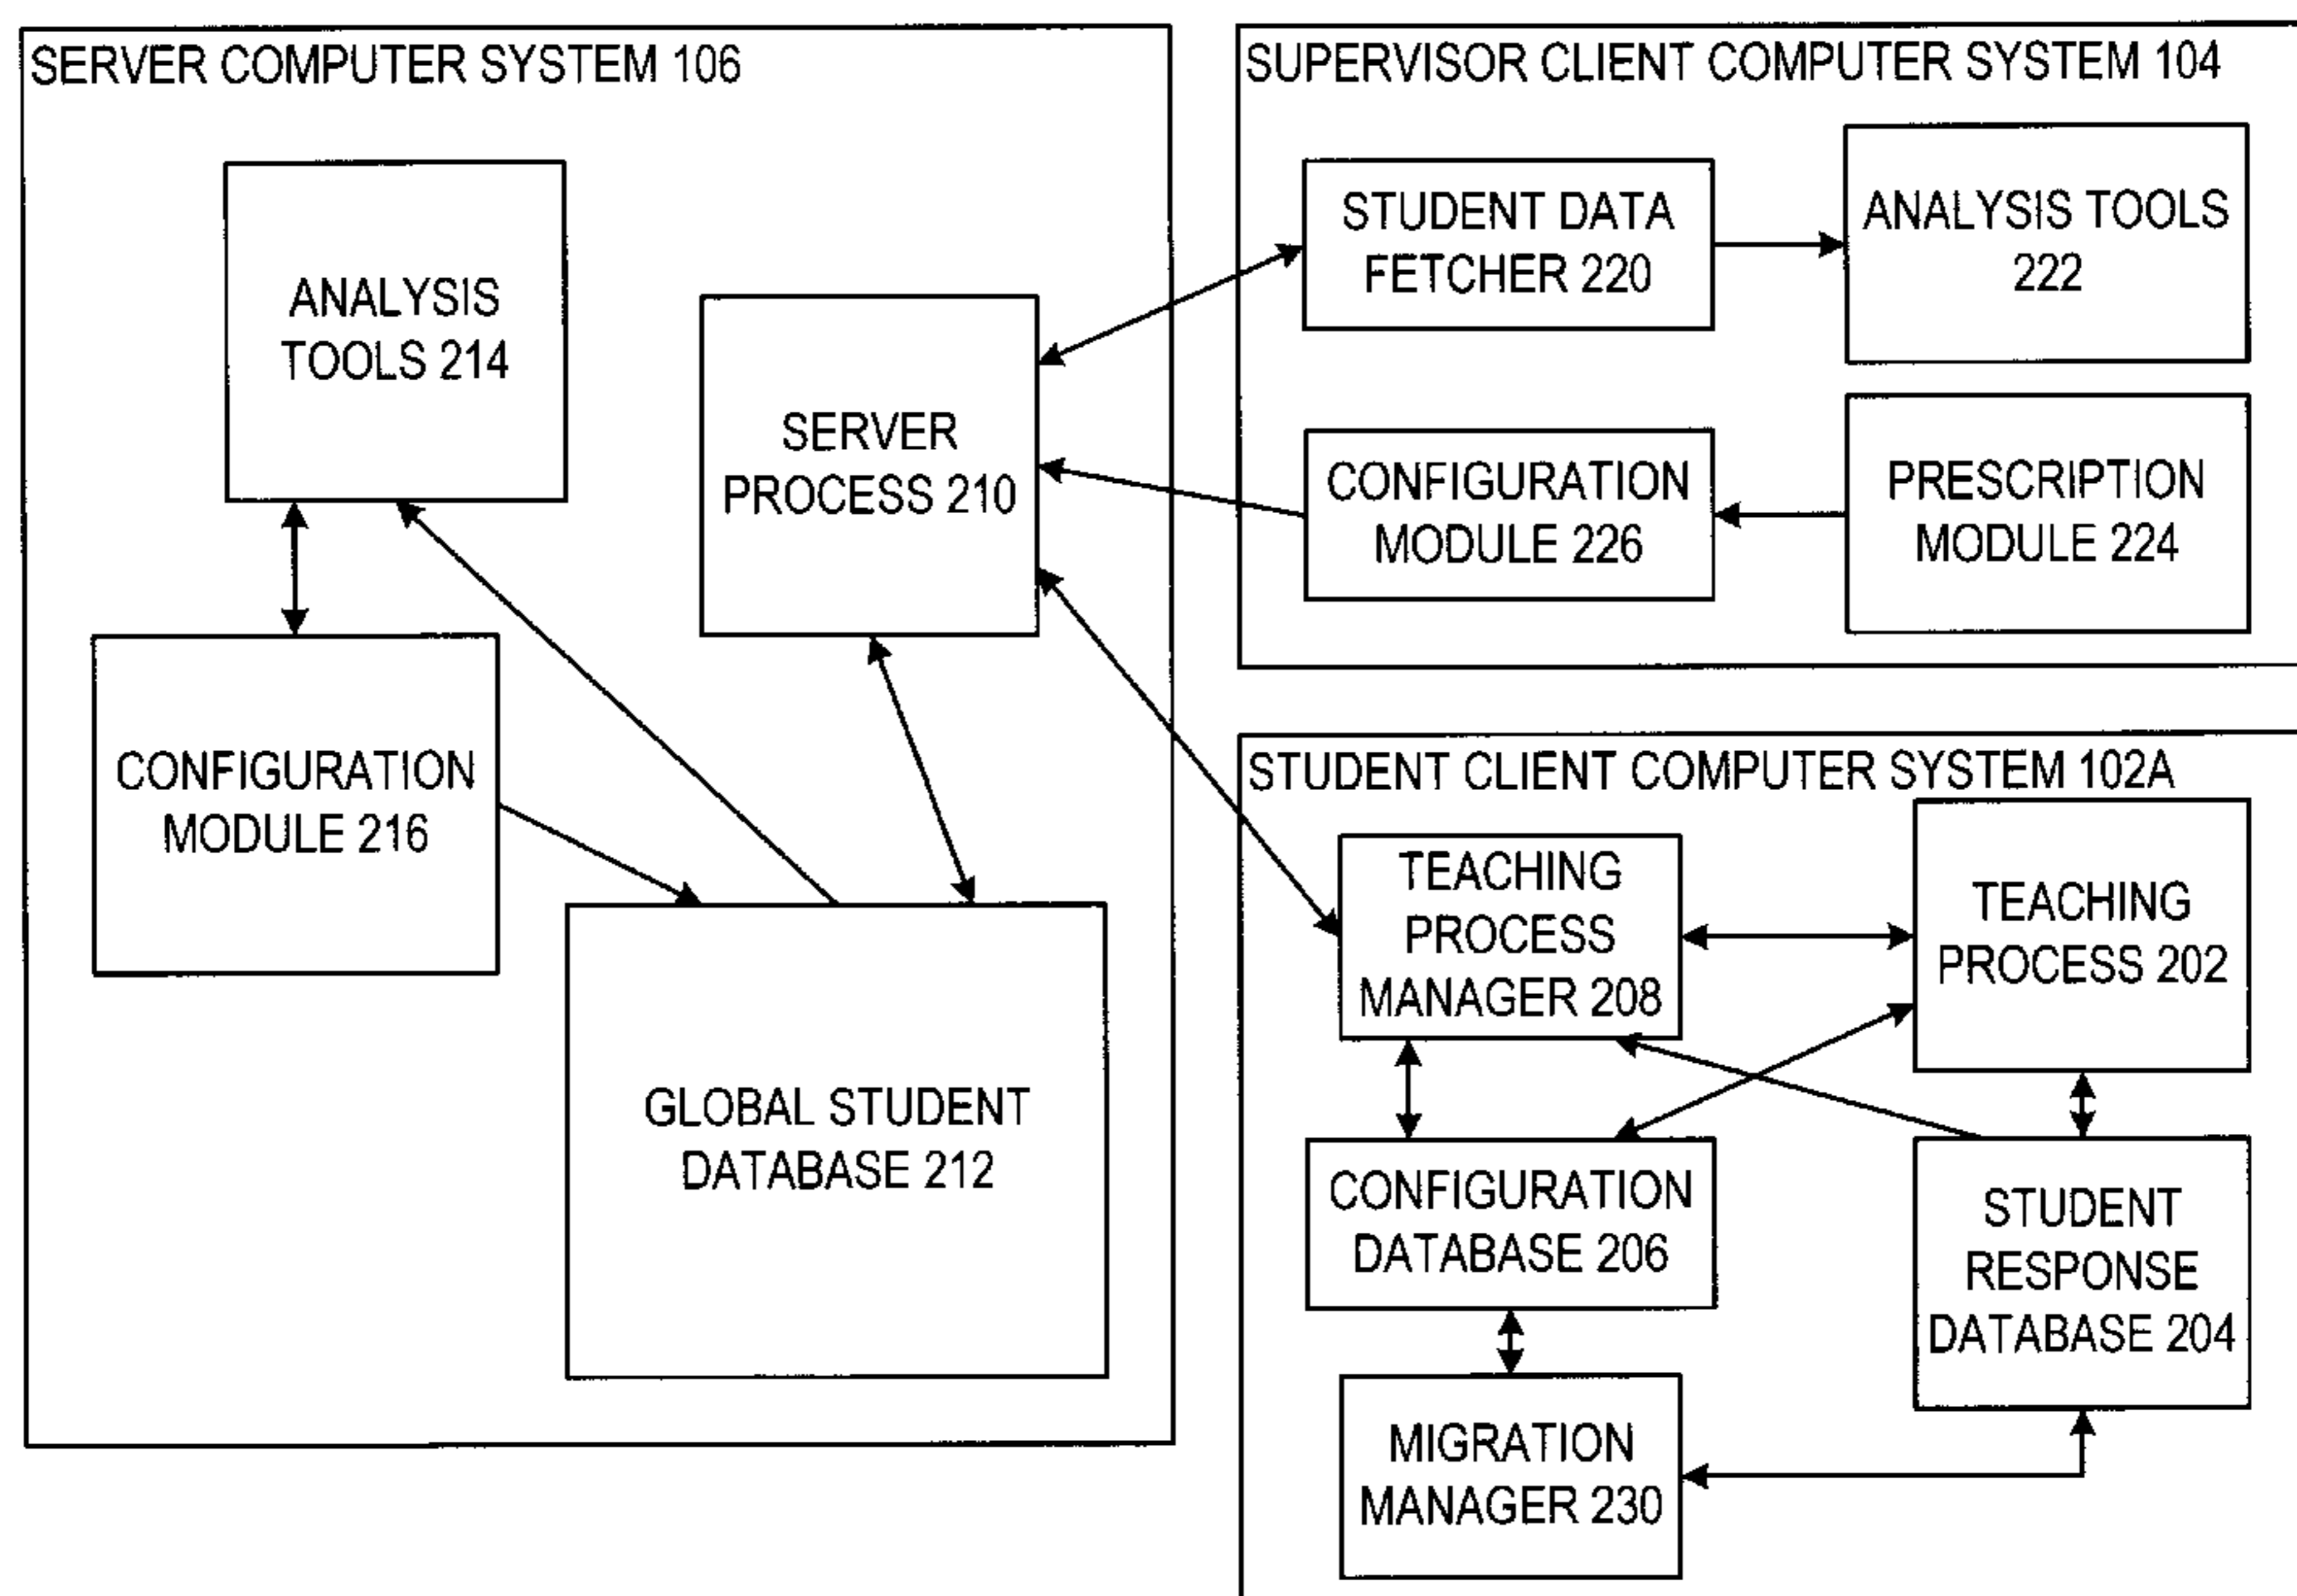 SERVER COMPUTER SYSTEM 106
ANALYSIS
TOOLS 214
SERVER
PROCESS 210
CONFIGURATION
MODULE 216
GLOBAL STUDENT
DATABASE 212
SUPERVISOR CLIENT COMPUTER SYSTEM 104
STUDENT DATA
FETCHER 220
ANALYSIS TOOLS
222
CONFIGURATION
MODULE 226
PRESCRIPTION
MODULE 224
STUDENT CLIENT COMPUTER SYSTEM 102A
TEACHING
PROCESS
MANAGER 208
TEACHING
PROCESS 202
CONFIGURATION
DATABASE 206
STUDENT
RESPONSE
DATABASE 204
MIGRATION
MANAGER 230